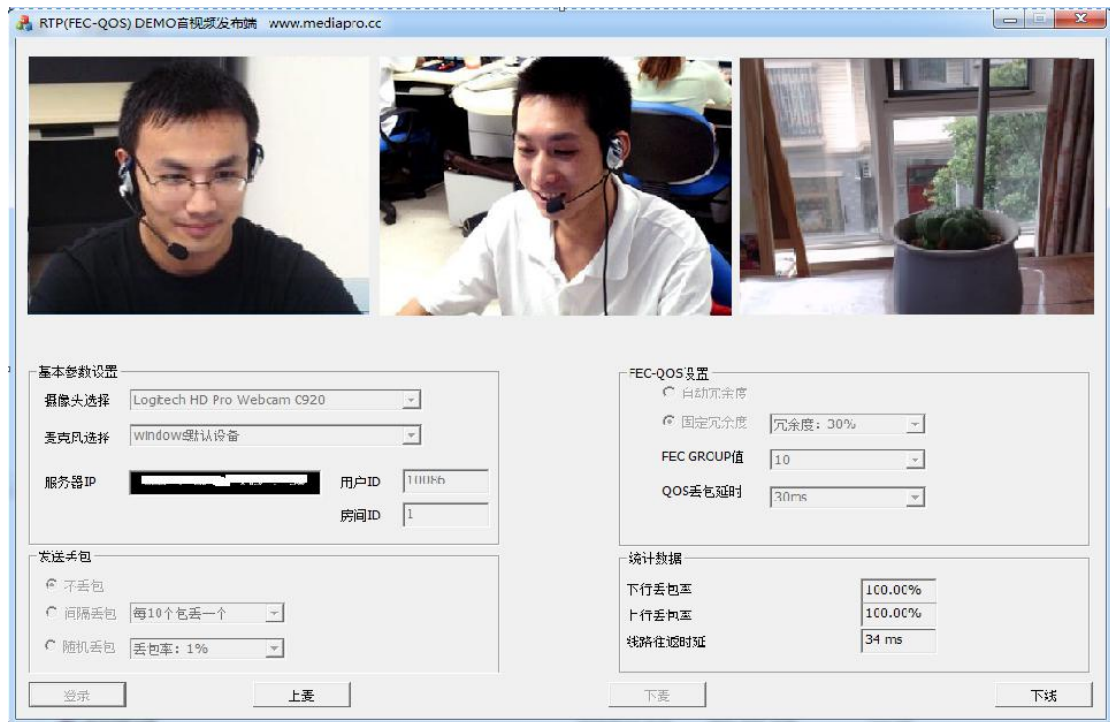 RTP(FEC-QOS) DEMO音视频发布端 www.mediapro.cc
基本参数设置
摄像头选择 Logitech HD Pro Webcam C920
麦克风选择 windows默认设备
服务器IP
用户ID 10086
房间ID 1
FEC-QOS设置
自动冗余度
固定冗余度 冗余度：30%
FEC GROUP值 10
QOS丢包延时 30ms
发送丢包
不丢包
间隔丢包 每10个包丢一个
随机丢包 丢包率：1%
统计数据
下行丢包率 100.00%
上行丢包率 100.00%
线路往返时延 34 ms
登录 上麦 下麦 下线